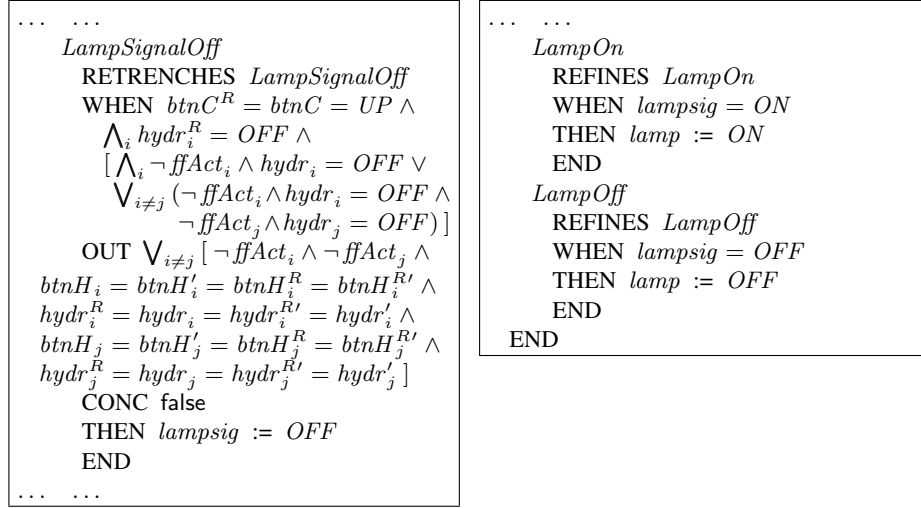 ... ...
LampSignalOff
RETRENCHES LampSignalOff
WHEN btnC^R = btnC = UP ∧
⋀_i hydr_i^R = OFF ∧
[ ⋀_i ¬ ffAct_i ∧ hydr_i = OFF ∨
⋁_{i≠j} (¬ ffAct_i ∧ hydr_i = OFF ∧
¬ ffAct_j ∧ hydr_j = OFF) ]
OUT ⋁_{i≠j} [ ¬ ffAct_i ∧ ¬ ffAct_j ∧
btnH_i = btnH′_i = btnH_i^R = btnH_i^{R′} ∧
hydr_i^R = hydr_i = hydr_i^{R′} = hydr′_i ∧
btnH_j = btnH′_j = btnH_j^R = btnH_j^{R′} ∧
hydr_j^R = hydr_j = hydr_j^{R′} = hydr′_j ]
CONC false
THEN lampsig := OFF
END
... ...
... ...
LampOn
REFINES LampOn
WHEN lampsig = ON
THEN lamp := ON
END
LampOff
REFINES LampOff
WHEN lampsig = OFF
THEN lamp := OFF
END
END